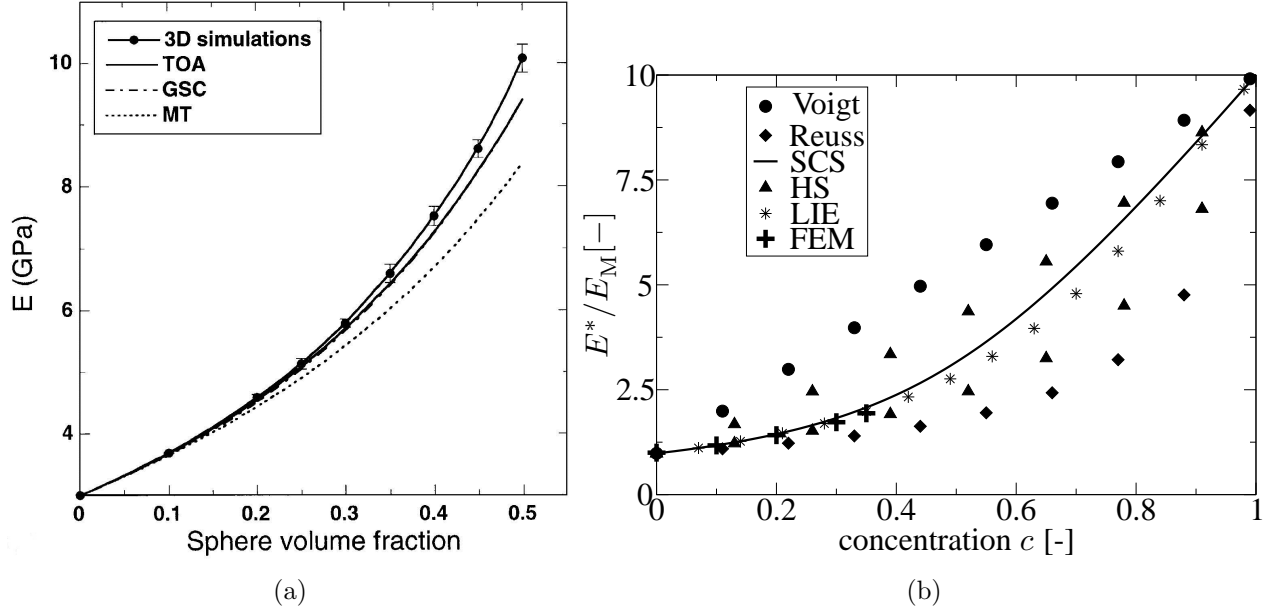 3D simulations
TOA
GSC
MT
10
8
6
4
E (GPa)
0
0.1
0.2
0.3
0.4
0.5
Sphere volume fraction
(a)
Voigt
Reuss
SCS
HS
LIE
FEM
10
7.5
5
2.5
0
E*/E_M[−]
0
0.2
0.4
0.6
0.8
1
concentration c [-]
(b)